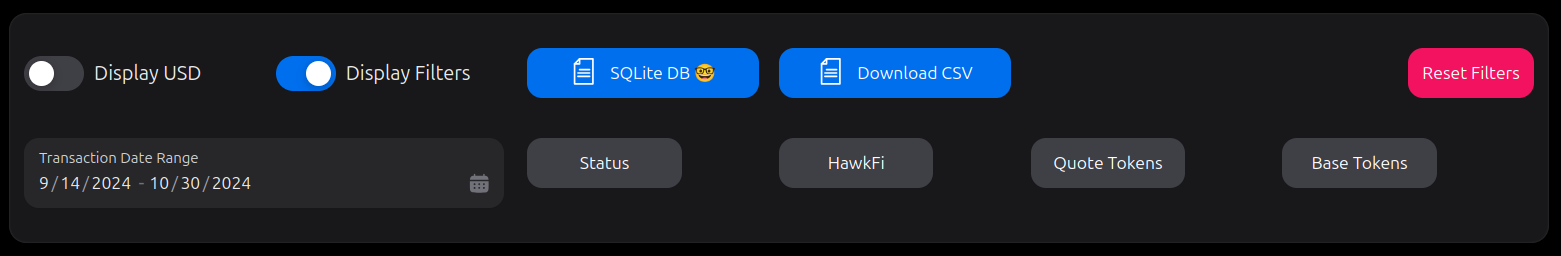 Display USD
Display Filters
SQLite DB 🤓
Download CSV
Reset Filters
Transaction Date Range
9/14/2024 - 10/30/2024
Status
HawkFi
Quote Tokens
Base Tokens